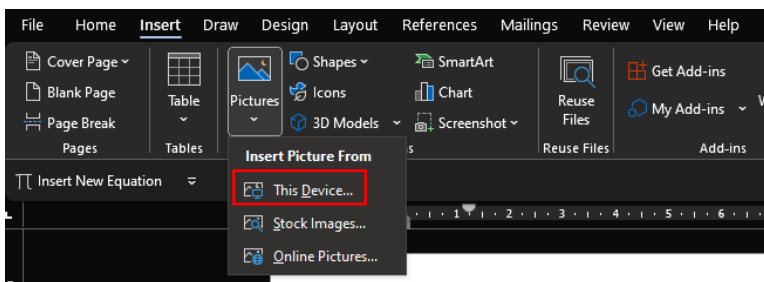 File Home Insert Draw Design Layout References Mailings Review View Help
Cover Page
Blank Page
Page Break
Pages
Table
Tables
Pictures
Shapes
Icons
3D Models
SmartArt
Chart
Screenshot
Reuse
Files
Reuse Files
Get Add-ins
My Add-ins
Add-ins
Insert Picture From
This Device...
Stock Images...
Online Pictures...
Insert New Equation
1 2 3 4 5 6